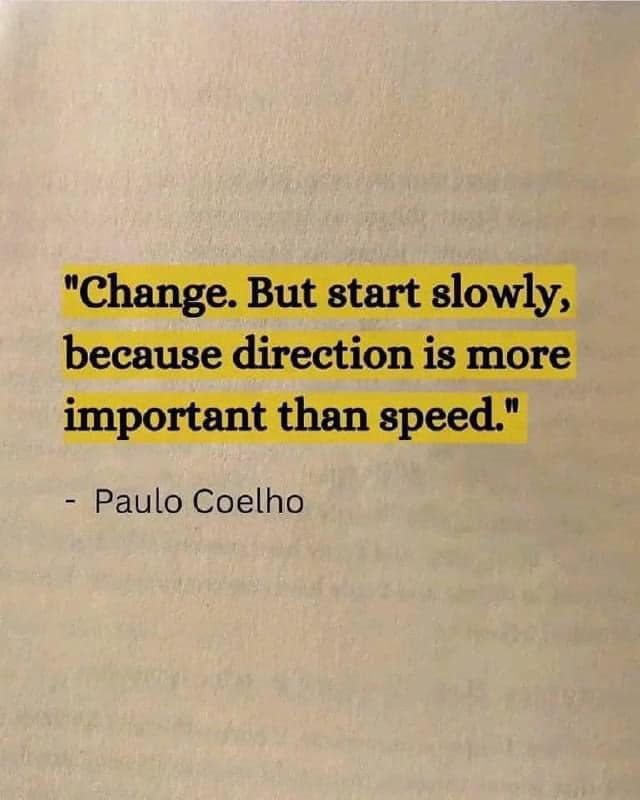 "Change. But start slowly,
because direction is more
important than speed."
- Paulo Coelho